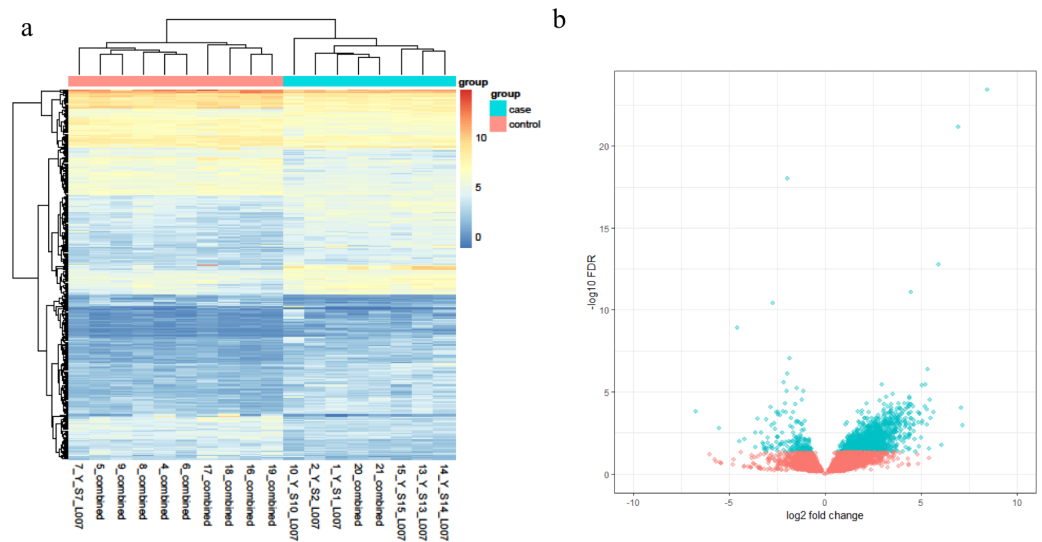 a
b
group
group
case
control
10
5
0
7_Y_S7_L007
5_combined
9_combined
8_combined
4_combined
6_combined
17_combined
18_combined
16_combined
19_combined
10_Y_S10_L007
2_Y_S2_L007
1_Y_S1_L007
20_combined
21_combined
15_Y_S15_L007
13_Y_S13_L007
14_Y_S14_L007
-log10 FDR
20
15
10
5
0
-10
-5
0
5
10
log2 fold change